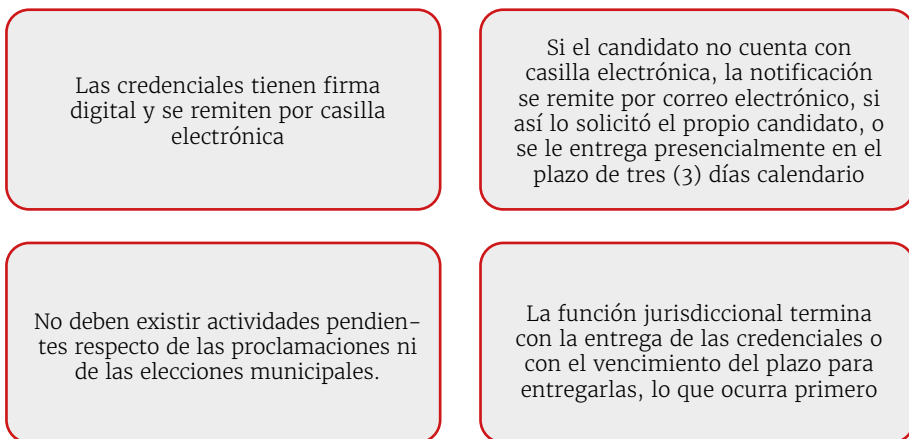 Las credenciales tienen firma
digital y se remiten por casilla
electrónica
Si el candidato no cuenta con
casilla electrónica, la notificación
se remite por correo electrónico, si
así lo solicitó el propio candidato, o
se le entrega presencialmente en el
plazo de tres (3) días calendario
No deben existir actividades pendien-
tes respecto de las proclamaciones ni
de las elecciones municipales.
La función jurisdiccional termina
con la entrega de las credenciales o
con el vencimiento del plazo para
entregarlas, lo que ocurra primero